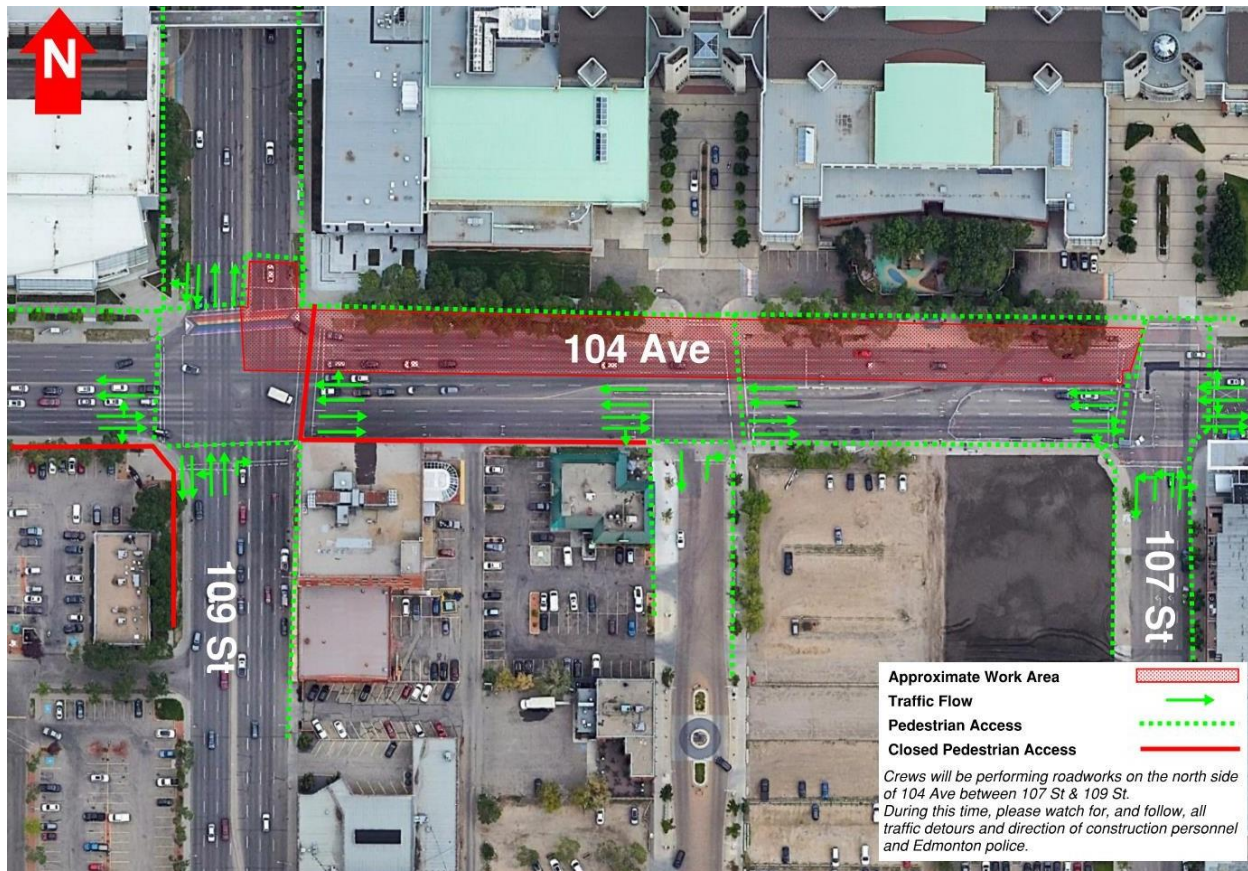 N
104 Ave
109 St
107 St
Approximate Work Area
Traffic Flow
Pedestrian Access
Closed Pedestrian Access
Crews will be performing roadworks on the north side
of 104 Ave between 107 St & 109 St.
During this time, please watch for, and follow, all
traffic detours and direction of construction personnel
and Edmonton police.